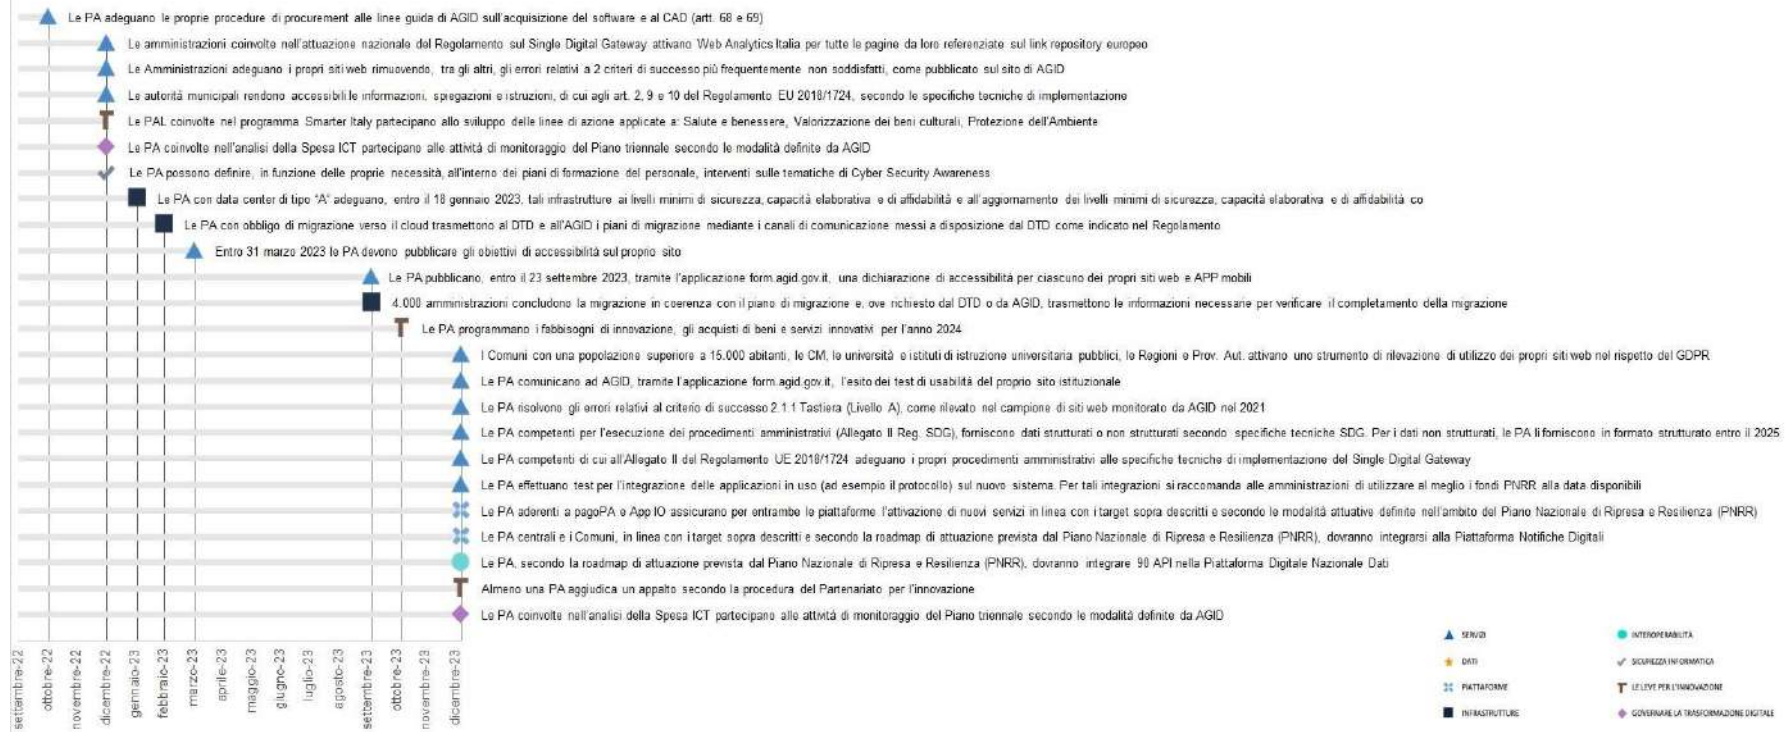 Le PA adeguano le proprie procedure di procurement alle linee guida di AGID sull'acquisizione del software e al CAD (artt. 68 e 69)
Le amministrazioni coinvolte nell'attuazione nazionale del Regolamento sul Single Digital Gateway attivano Web Analytics Italia per tutte le pagine da loro referenziate sul link repository europeo
Le Amministrazioni adeguano i propri siti web rimuovendo, tra gli altri, gli errori relativi a 2 criteri di successo più frequentemente non soddisfatti, come pubblicato sul sito di AGID
Le autorità municipali rendono accessibili le informazioni, spiegazioni e istruzioni, di cui agli art. 2, 9 e 10 del Regolamento EU 2018/1724, secondo le specifiche tecniche di implementazione
Le PAL coinvolte nel programma Smarter Italy partecipano allo sviluppo delle linee di azione applicate a: Salute e benessere, Valorizzazione dei beni culturali, Protezione dell'Ambiente
Le PA coinvolte nell'analisi della Spesa ICT partecipano alle attività di monitoraggio del Piano triennale secondo le modalità definite da AGID
Le PA possono definire, in funzione delle proprie necessità, all'interno dei piani di formazione del personale, interventi sulle tematiche di Cyber Security Awareness
Le PA con data center di tipo "A" adeguano, entro il 18 gennaio 2023, tali infrastrutture ai livelli minimi di sicurezza, capacità elaborativa e di affidabilità e all'aggiornamento dei livelli minimi di sicurezza, capacità elaborativa e di affidabilità co
Le PA con obbligo di migrazione verso il cloud trasmettono al DTD e all'AGID i piani di migrazione mediante i canali di comunicazione messi a disposizione dal DTD come indicato nel Regolamento
Entro 31 marzo 2023 le PA devono pubblicare gli obiettivi di accessibilità sul proprio sito
Le PA pubblicano, entro il 23 settembre 2023, tramite l'applicazione form.agid.gov.it, una dichiarazione di accessibilità per ciascuno dei propri siti web e APP mobili
4.000 amministrazioni concludono la migrazione in coerenza con il piano di migrazione e, ove richiesto dal DTD o da AGID, trasmettono le informazioni necessarie per verificare il completamento della migrazione
Le PA programmano i fabbisogni di innovazione, gli acquisti di beni e servizi innovativi per l'anno 2024
I Comuni con una popolazione superiore a 15.000 abitanti, le CM, le università e istituti di istruzione universitaria pubblici, le Regioni e Prov. Aut. attivano uno strumento di rilevazione di utilizzo dei propri siti web nel rispetto del GDPR
Le PA comunicano ad AGID, tramite l'applicazione form.agid.gov.it, l'esito dei test di usabilità del proprio sito istituzionale
Le PA risolvono gli errori relativi al criterio di successo 2.1.1 Tastiera (Livello A), come rilevato nel campione di siti web monitorato da AGID nel 2021
Le PA competenti per l'esecuzione dei procedimenti amministrativi (Allegato II Reg. SDG), forniscono dati strutturati o non strutturati secondo specifiche tecniche SDG. Per i dati non strutturati, le PA li forniscono in formato strutturato entro il 2025
Le PA competenti di cui all'Allegato II del Regolamento UE 2018/1724 adeguano i propri procedimenti amministrativi alle specifiche tecniche di implementazione del Single Digital Gateway
Le PA effettuano test per l'integrazione delle applicazioni in uso (ad esempio il protocollo) sul nuovo sistema. Per tali integrazioni si raccomanda alle amministrazioni di utilizzare al meglio i fondi PNRR alla data disponibili
Le PA aderenti a pagoPA e App IO assicurano per entrambe le piattaforme l'attivazione di nuovi servizi in linea con i target sopra descritti e secondo le modalità attuative definite nell'ambito del Piano Nazionale di Ripresa e Resilienza (PNRR)
Le PA centrali e i Comuni, in linea con i target sopra descritti e secondo la roadmap di attuazione prevista dal Piano Nazionale di Ripresa e Resilienza (PNRR), dovranno integrarsi alla Piattaforma Notifiche Digitali
Le PA, secondo la roadmap di attuazione prevista dal Piano Nazionale di Ripresa e Resilienza (PNRR), dovranno integrare 90 API nella Piattaforma Digitale Nazionale Dati
Almeno una PA aggiudica un appalto secondo la procedura del Partenariato per l'innovazione
Le PA coinvolte nell'analisi della Spesa ICT partecipano alle attività di monitoraggio del Piano triennale secondo le modalità definite da AGID
settembre-22
ottobre-22
novembre-22
dicembre-22
gennaio-23
febbraio-23
marzo-23
aprile-23
maggio-23
giugno-23
luglio-23
agosto-23
settembre-23
ottobre-23
novembre-23
dicembre-23
SERVIZI
DATI
PIATTAFORME
INFRASTRUTTURE
INTEROPERABILITÀ
SICUREZZA INFORMATICA
LE LEVE PER L'INNOVAZIONE
GOVERNARE LA TRASFORMAZIONE DIGITALE